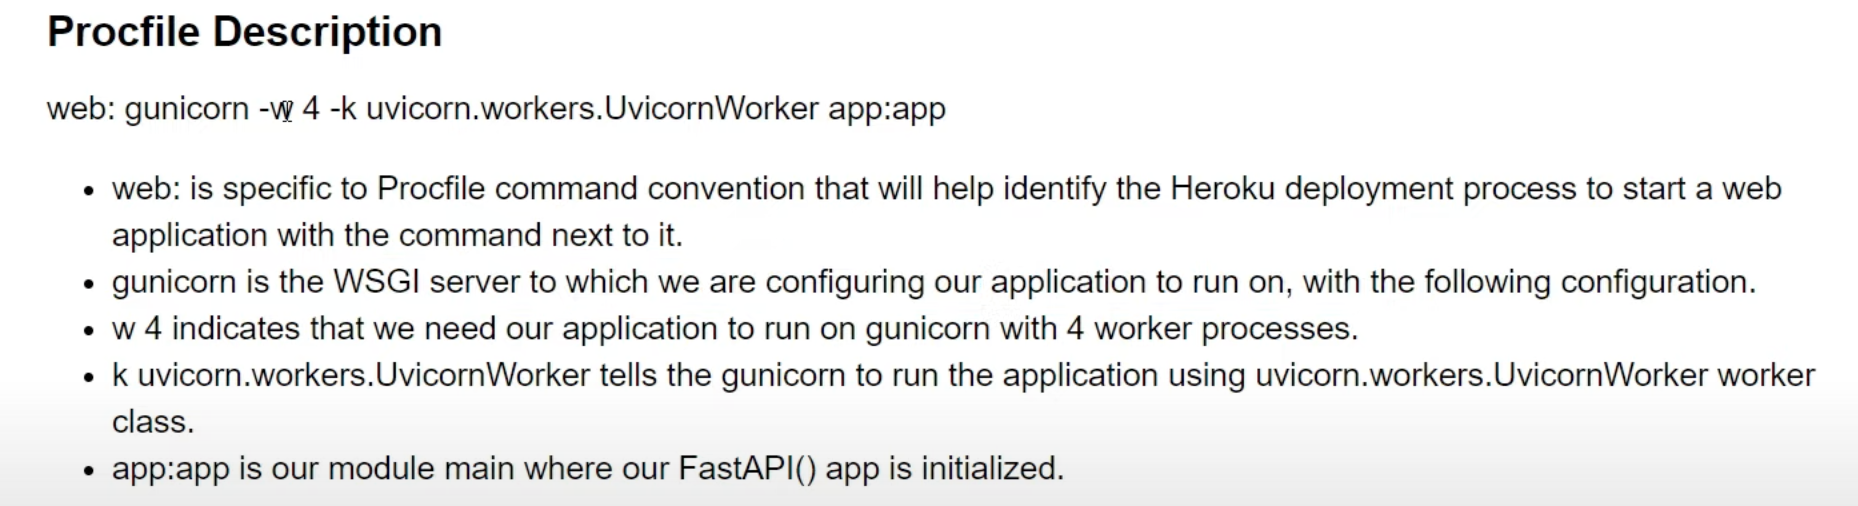 Procfile Description
web: gunicorn -w 4 -k uvicorn.workers.UvicornWorker app:app
• web: is specific to Procfile command convention that will help identify the Heroku deployment process to start a web
application with the command next to it.
• gunicorn is the WSGI server to which we are configuring our application to run on, with the following configuration.
• w 4 indicates that we need our application to run on gunicorn with 4 worker processes.
• k uvicorn.workers.UvicornWorker tells the gunicorn to run the application using uvicorn.workers.UvicornWorker worker
class.
• app:app is our module main where our FastAPI() app is initialized.